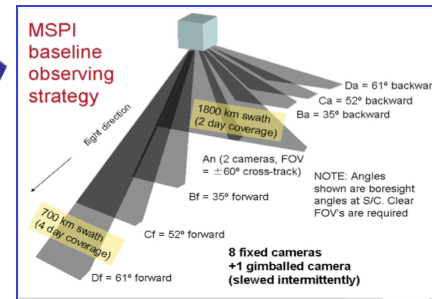 MSPI
baseline
observing
strategy
Da = 61° backward
Ca = 52° backward
Ba = 35° backward
1800 km swath
(2 day coverage)
flight direction
An (2 cameras, FOV
= ±60° cross-track)
NOTE: Angles
shown are boresight
angles at S/C. Clear
FOV's are required
Bf = 35° forward
700 km swath
(4 day coverage)
Cf = 52° forward
Df = 61° forward
8 fixed cameras
+1 gimballed camera
(slewed intermittently)